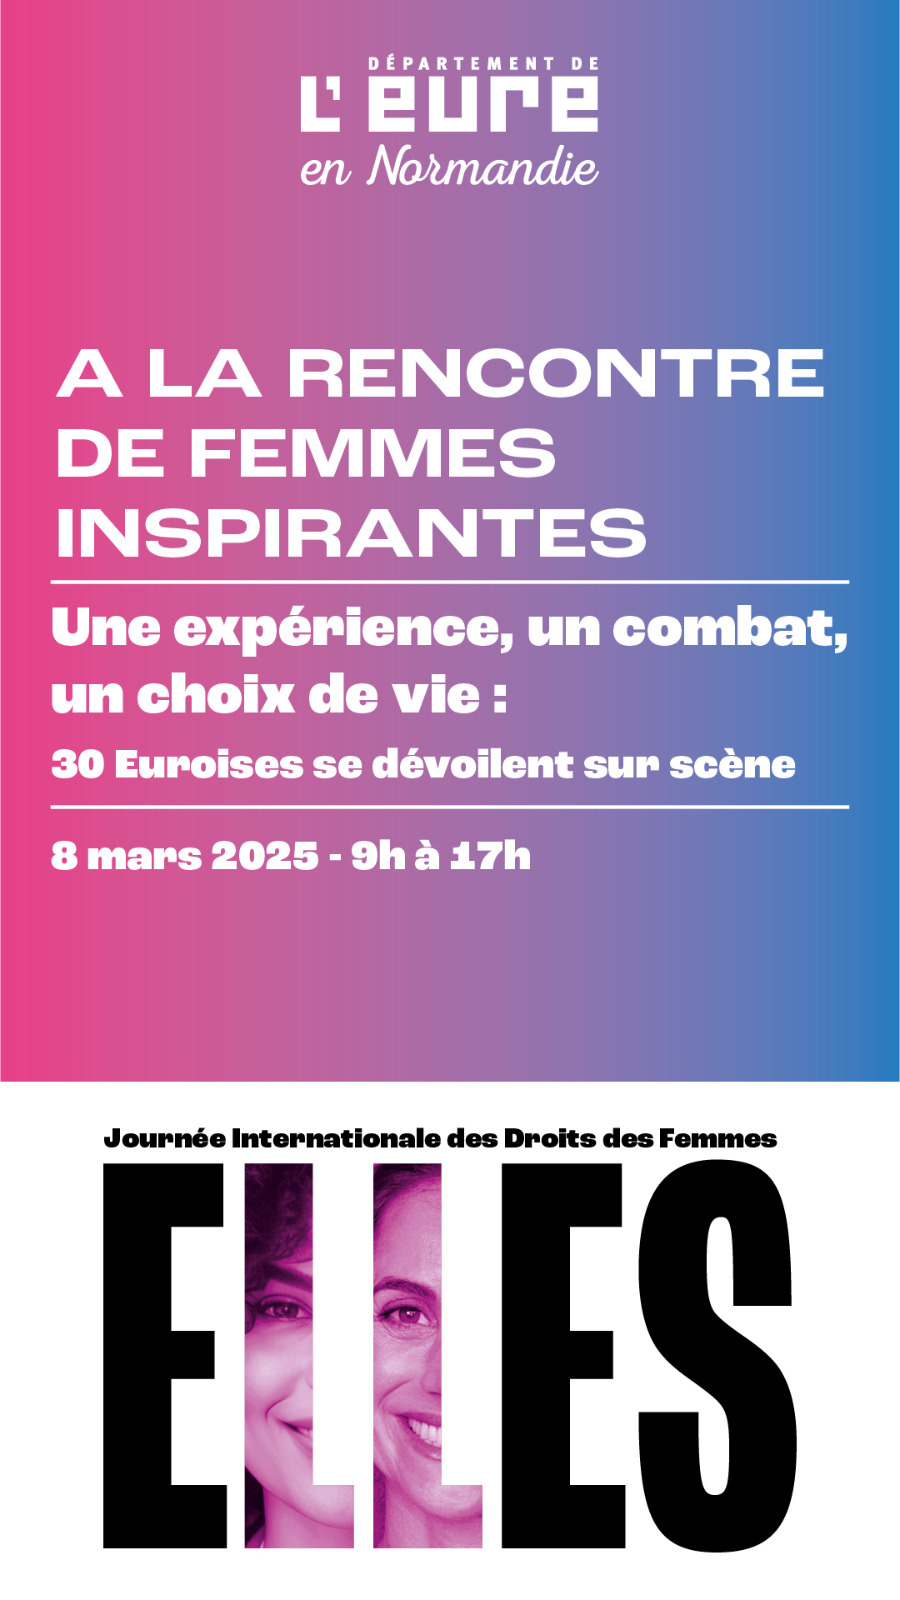 DÉPARTEMENT DE
L'eure
en Normandie
A LA RENCONTRE
DE FEMMES
INSPIRANTES
Une expérience, un combat,
un choix de vie :
30 Euroises se dévoilent sur scène
8 mars 2025 - 9h à 17h
Journée Internationale des Droits des Femmes
ELLES